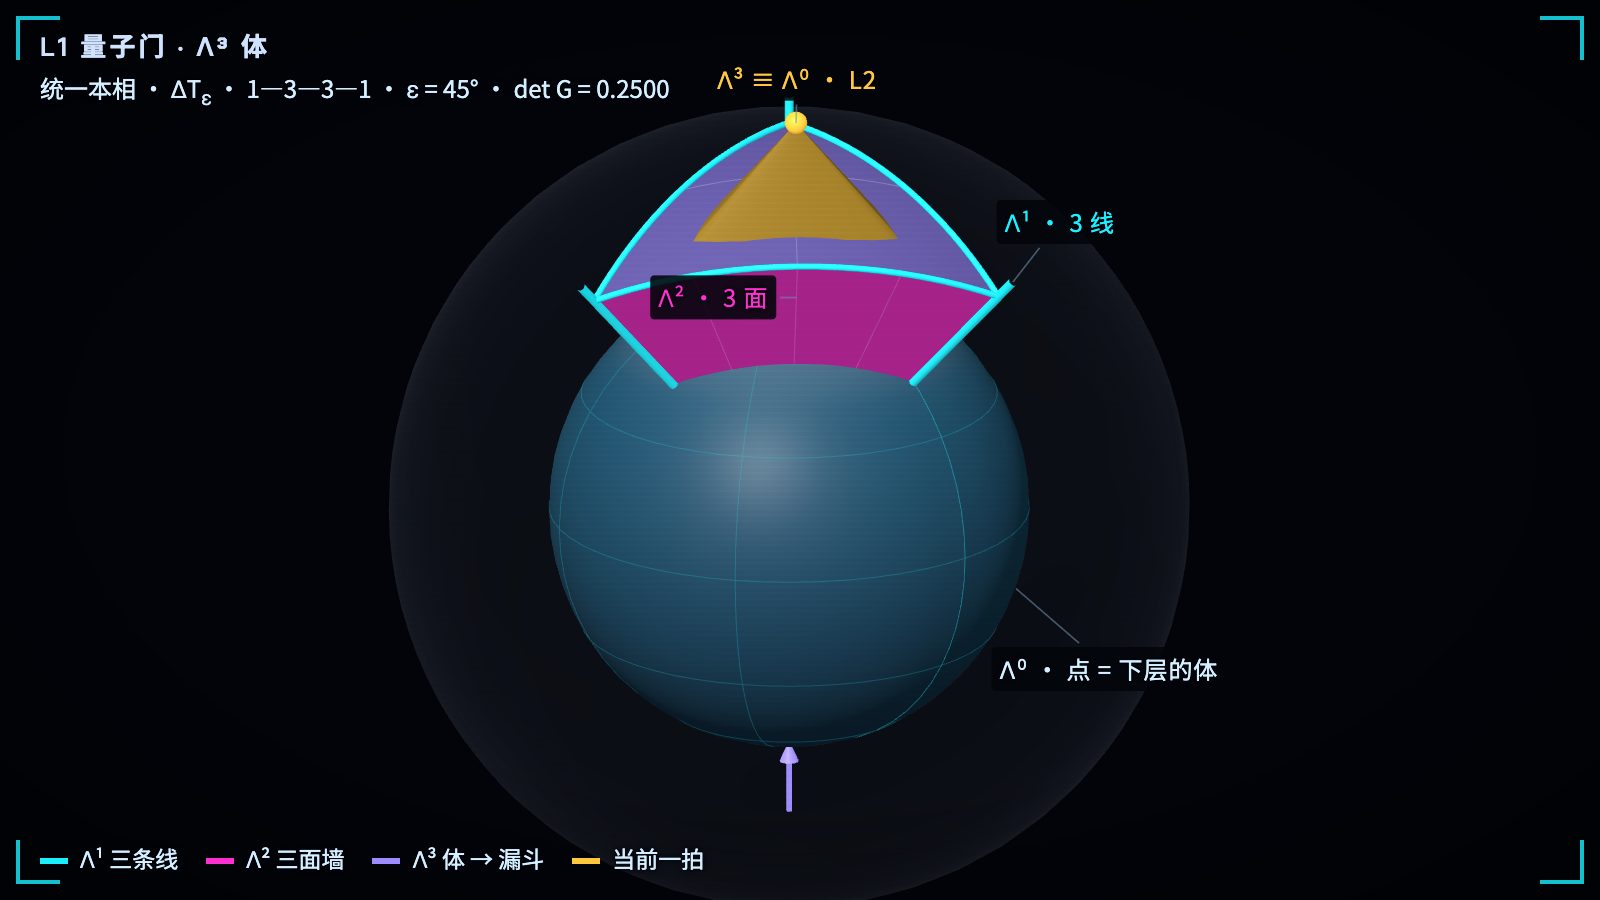 L1 量子门 · Λ³ 体
统一本相 · ΔTε · 1—3—3—1 · ε = 45° · det G = 0.2500
Λ³ ≡ Λ⁰ · L2
Λ¹ · 3 线
Λ² · 3 面
Λ⁰ · 点 = 下层的体
Λ¹ 三条线 Λ² 三面墙 Λ³ 体 → 漏斗 当前一拍